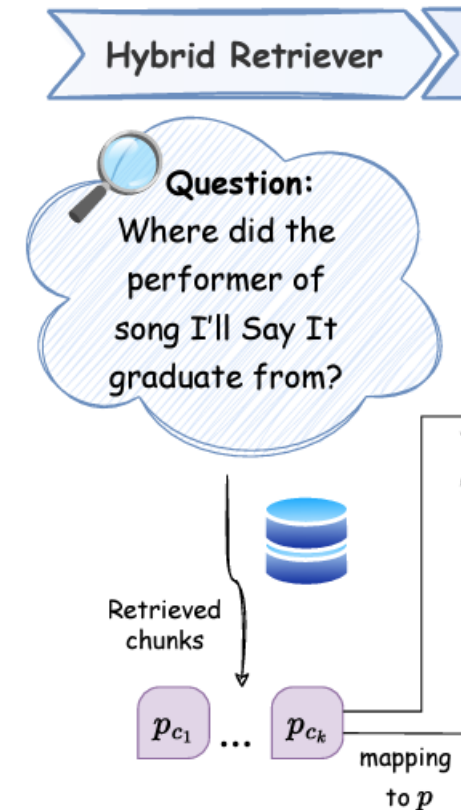 Hybrid Retriever
Question:
Where did the
performer of
song I'll Say It
graduate from?
Retrieved
chunks
p_{c_1} ... p_{c_k}
mapping
to p